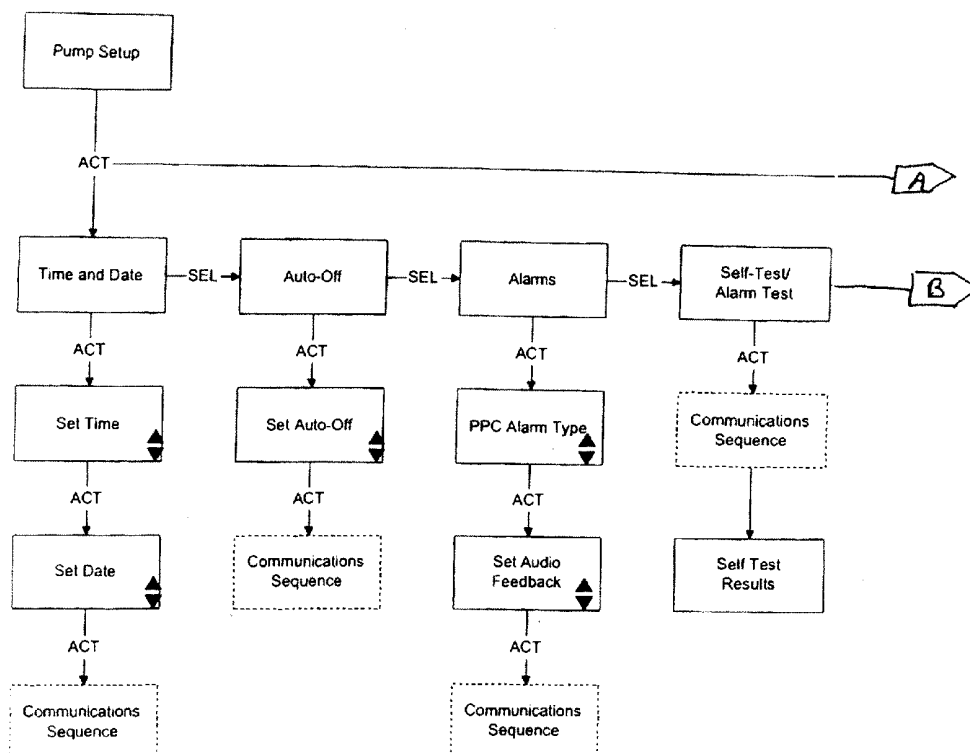 Pump Setup
ACT
A
Time and Date
SEL
Auto-Off
SEL
Alarms
SEL
Self-Test/
Alarm Test
B
ACT
ACT
ACT
ACT
Set Time
Set Auto-Off
PPC Alarm Type
Communications
Sequence
ACT
ACT
ACT
Set Date
Communications
Sequence
Set Audio
Feedback
Self Test
Results
ACT
ACT
Communications
Sequence
Communications
Sequence